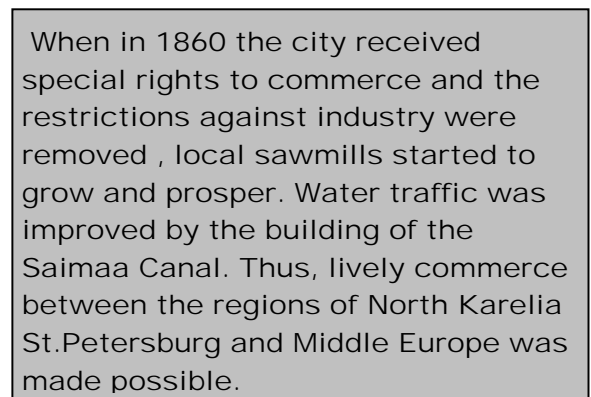 When in 1860 the city received
special rights to commerce and the
restrictions against industry were
removed , local sawmills started to
grow and prosper. Water traffic was
improved by the building of the
Saimaa Canal. Thus, lively commerce
between the regions of North Karelia
St.Petersburg and Middle Europe was
made possible.